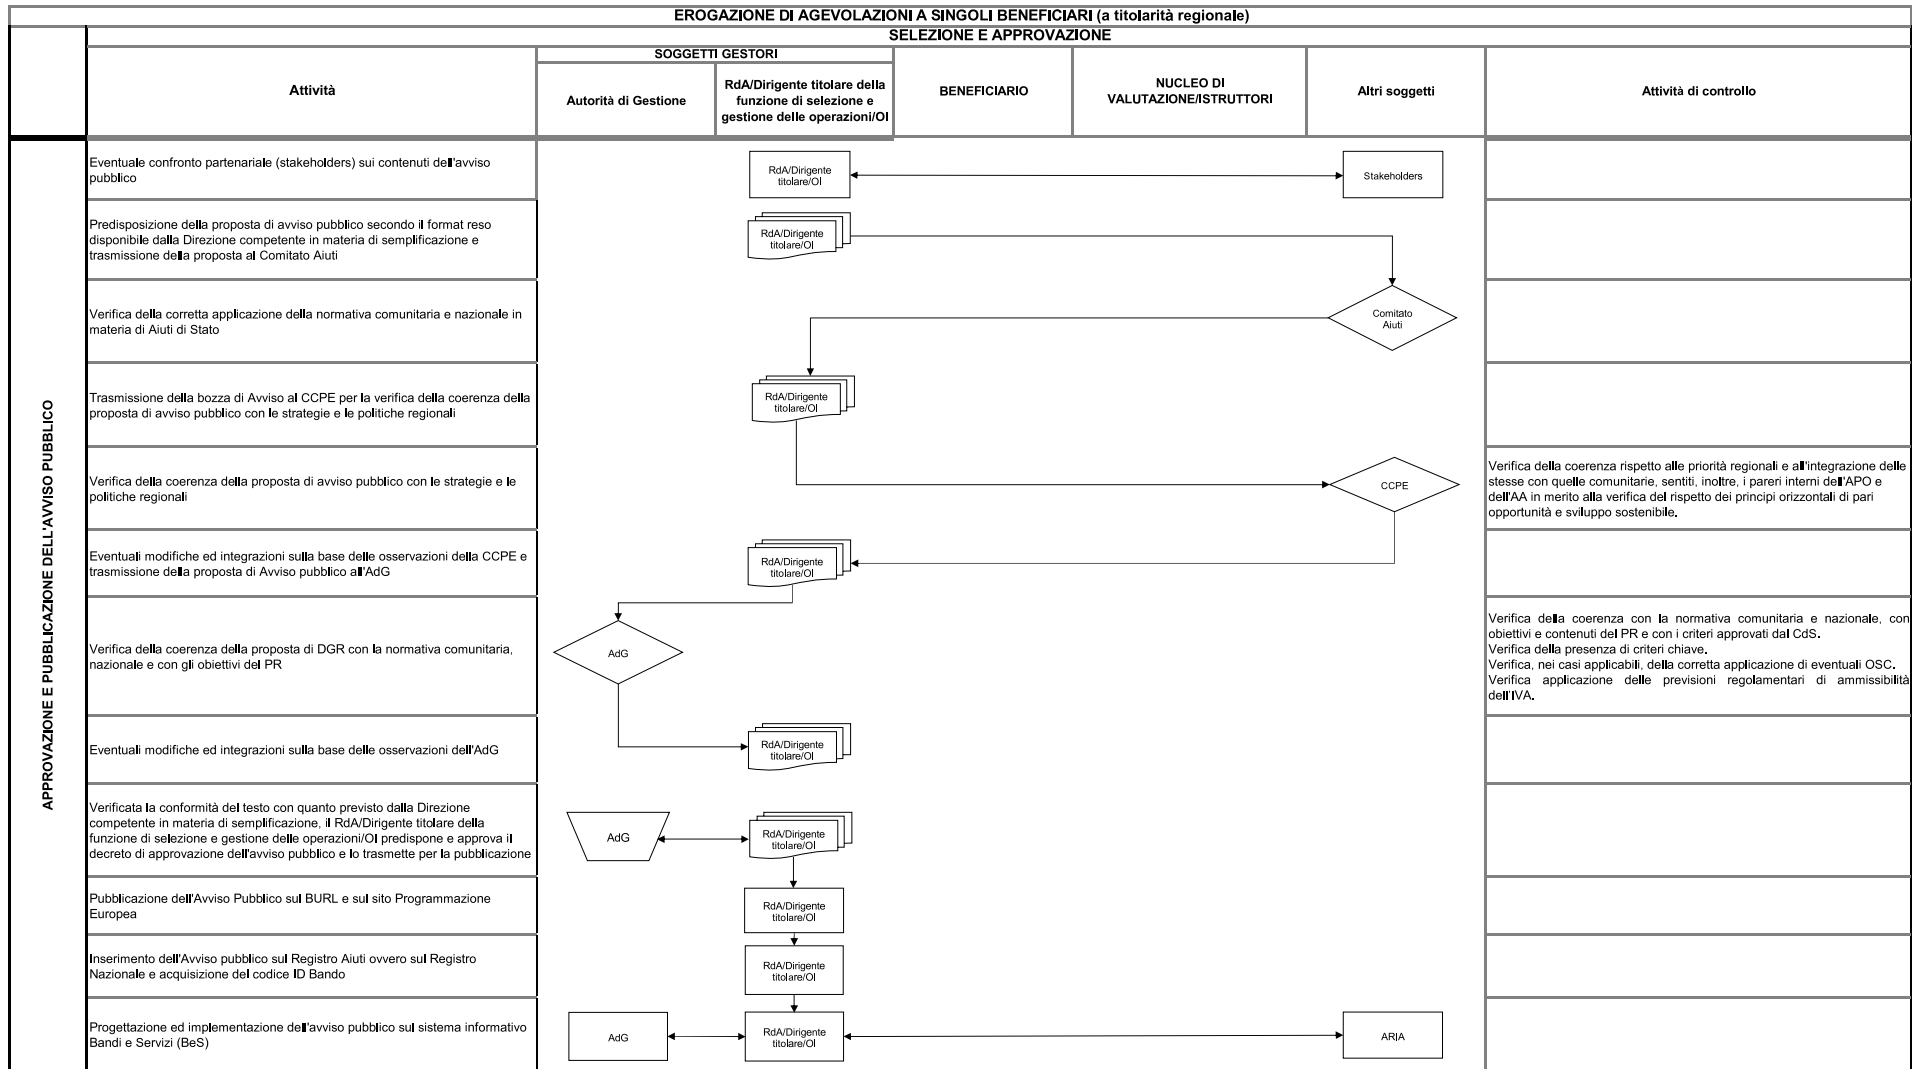 EROGAZIONE DI AGEVOLAZIONI A SINGOLI BENEFICIARI (a titolarità regionale)
SELEZIONE E APPROVAZIONE
Attività
SOGGETTI GESTORI
Autorità di Gestione
RdA/Dirigente titolare della
funzione di selezione e
gestione delle operazioni/OI
BENEFICIARIO
NUCLEO DI
VALUTAZIONE/ISTRUTTORI
Altri soggetti
Attività di controllo
APPROVAZIONE E PUBBLICAZIONE DELL'AVVISO PUBBLICO
Eventuale confronto partenariale (stakeholders) sui contenuti dell'avviso
pubblico
RdA/Dirigente
titolare/OI
Stakeholders
Predisposizione della proposta di avviso pubblico secondo il format reso
disponibile dalla Direzione competente in materia di semplificazione e
trasmissione della proposta al Comitato Aiuti
RdA/Dirigente
titolare/OI
Verifica della corretta applicazione della normativa comunitaria e nazionale in
materia di Aiuti di Stato
Comitato
Aiuti
Trasmissione della bozza di Avviso al CCPE per la verifica della coerenza della
proposta di avviso pubblico con le strategie e le politiche regionali
RdA/Dirigente
titolare/OI
Verifica della coerenza della proposta di avviso pubblico con le strategie e le
politiche regionali
CCPE
Verifica della coerenza rispetto alle priorità regionali e all'integrazione delle
stesse con quelle comunitarie, sentiti, inoltre, i pareri interni dell'APO e
dell'AA in merito alla verifica del rispetto dei principi orizzontali di pari
opportunità e sviluppo sostenibile.
Eventuali modifiche ed integrazioni sulla base delle osservazioni della CCPE e
trasmissione della proposta di Avviso pubblico all'AdG
RdA/Dirigente
titolare/OI
Verifica della coerenza della proposta di DGR con la normativa comunitaria,
nazionale e con gli obiettivi del PR
AdG
Verifica della coerenza con la normativa comunitaria e nazionale, con
obiettivi e contenuti del PR e con i criteri approvati dal CdS.
Verifica della presenza di criteri chiave.
Verifica, nei casi applicabili, della corretta applicazione di eventuali OSC.
Verifica applicazione delle previsioni regolamentari di ammissibilità
dell'IVA.
Eventuali modifiche ed integrazioni sulla base delle osservazioni dell'AdG
RdA/Dirigente
titolare/OI
Verificata la conformità del testo con quanto previsto dalla Direzione
competente in materia di semplificazione, il RdA/Dirigente titolare della
funzione di selezione e gestione delle operazioni/OI predispone e approva il
decreto di approvazione dell'avviso pubblico e lo trasmette per la pubblicazione
AdG
RdA/Dirigente
titolare/OI
Pubblicazione dell'Avviso Pubblico sul BURL e sul sito Programmazione
Europea
RdA/Dirigente
titolare/OI
Inserimento dell'Avviso pubblico sul Registro Aiuti ovvero sul Registro
Nazionale e acquisizione del codice ID Bando
RdA/Dirigente
titolare/OI
Progettazione ed implementazione dell'avviso pubblico sul sistema informativo
Bandi e Servizi (BeS)
AdG
RdA/Dirigente
titolare/OI
ARIA